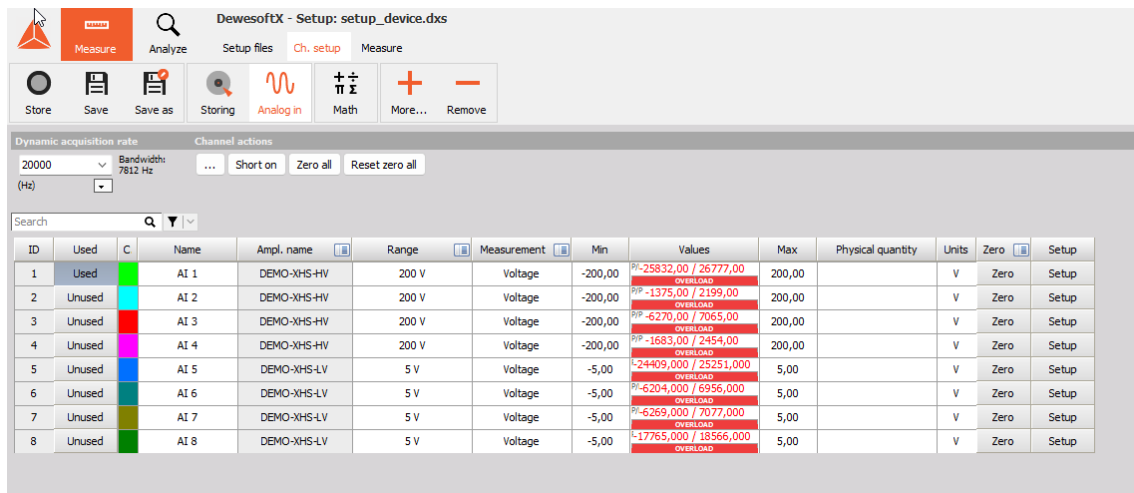 DewesoftX - Setup: setup_device.dxs
Measure Analyze Setup files Ch. setup Measure
Store Save Save as Storing Analog in Math More... Remove
Dynamic acquisition rate Channel actions
20000 Bandwidth: 7812 Hz ... Short on Zero all Reset zero all
(Hz)
Search
ID Used C Name Ampl. name Range Measurement Min Values Max Physical quantity Units Zero Setup
1 Used AI 1 DEMO-XHS-HV 200 V Voltage -200,00 -25832,00 / 26777,00 OVERLOAD 200,00 V Zero Setup
2 Unused AI 2 DEMO-XHS-HV 200 V Voltage -200,00 P/P -1375,00 / 2199,00 OVERLOAD 200,00 V Zero Setup
3 Unused AI 3 DEMO-XHS-HV 200 V Voltage -200,00 P/P -6270,00 / 7065,00 OVERLOAD 200,00 V Zero Setup
4 Unused AI 4 DEMO-XHS-HV 200 V Voltage -200,00 P/P -1683,00 / 2454,00 OVERLOAD 200,00 V Zero Setup
5 Unused AI 5 DEMO-XHS-LV 5 V Voltage -5,00 -24409,000 / 25251,000 OVERLOAD 5,00 V Zero Setup
6 Unused AI 6 DEMO-XHS-LV 5 V Voltage -5,00 -6204,000 / 6956,000 OVERLOAD 5,00 V Zero Setup
7 Unused AI 7 DEMO-XHS-LV 5 V Voltage -5,00 -6269,000 / 7077,000 OVERLOAD 5,00 V Zero Setup
8 Unused AI 8 DEMO-XHS-LV 5 V Voltage -5,00 -17765,000 / 18566,000 OVERLOAD 5,00 V Zero Setup